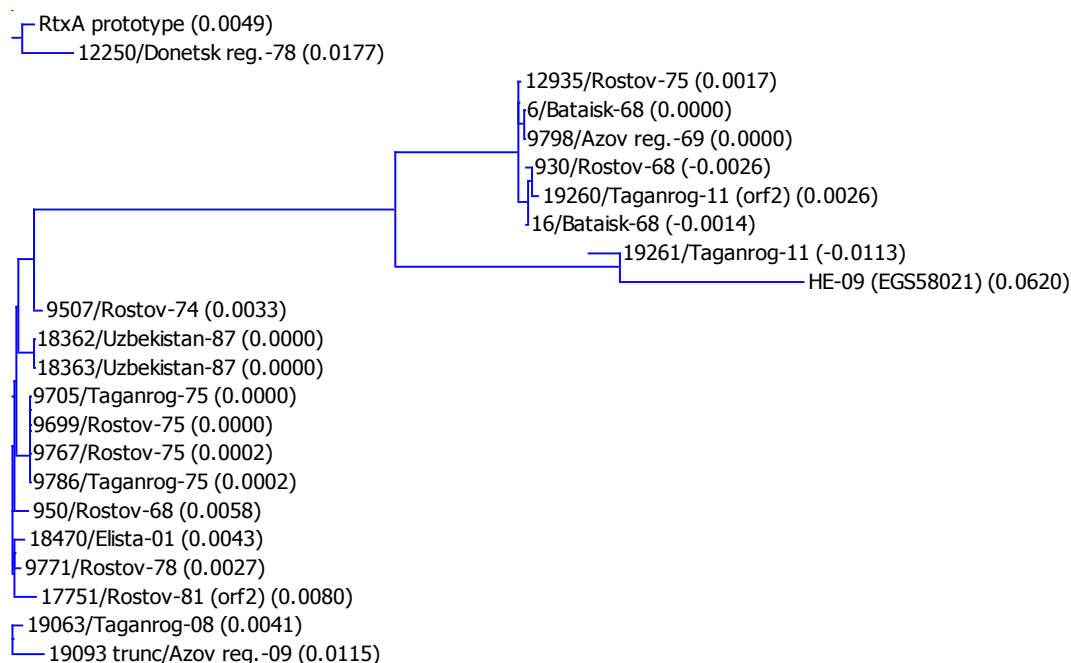 RtxA prototype (0.0049)
12250/Donetsk reg.-78 (0.0177)
12935/Rostov-75 (0.0017)
6/Bataisk-68 (0.0000)
9798/Azov reg.-69 (0.0000)
930/Rostov-68 (-0.0026)
19260/Taganrog-11 (orf2) (0.0026)
16/Bataisk-68 (-0.0014)
19261/Taganrog-11 (-0.0113)
HE-09 (EGS58021) (0.0620)
9507/Rostov-74 (0.0033)
18362/Uzbekistan-87 (0.0000)
18363/Uzbekistan-87 (0.0000)
9705/Taganrog-75 (0.0000)
9699/Rostov-75 (0.0000)
9767/Rostov-75 (0.0002)
9786/Taganrog-75 (0.0002)
950/Rostov-68 (0.0058)
18470/Elista-01 (0.0043)
9771/Rostov-78 (0.0027)
17751/Rostov-81 (orf2) (0.0080)
19063/Taganrog-08 (0.0041)
19093 trunc/Azov reg.-09 (0.0115)